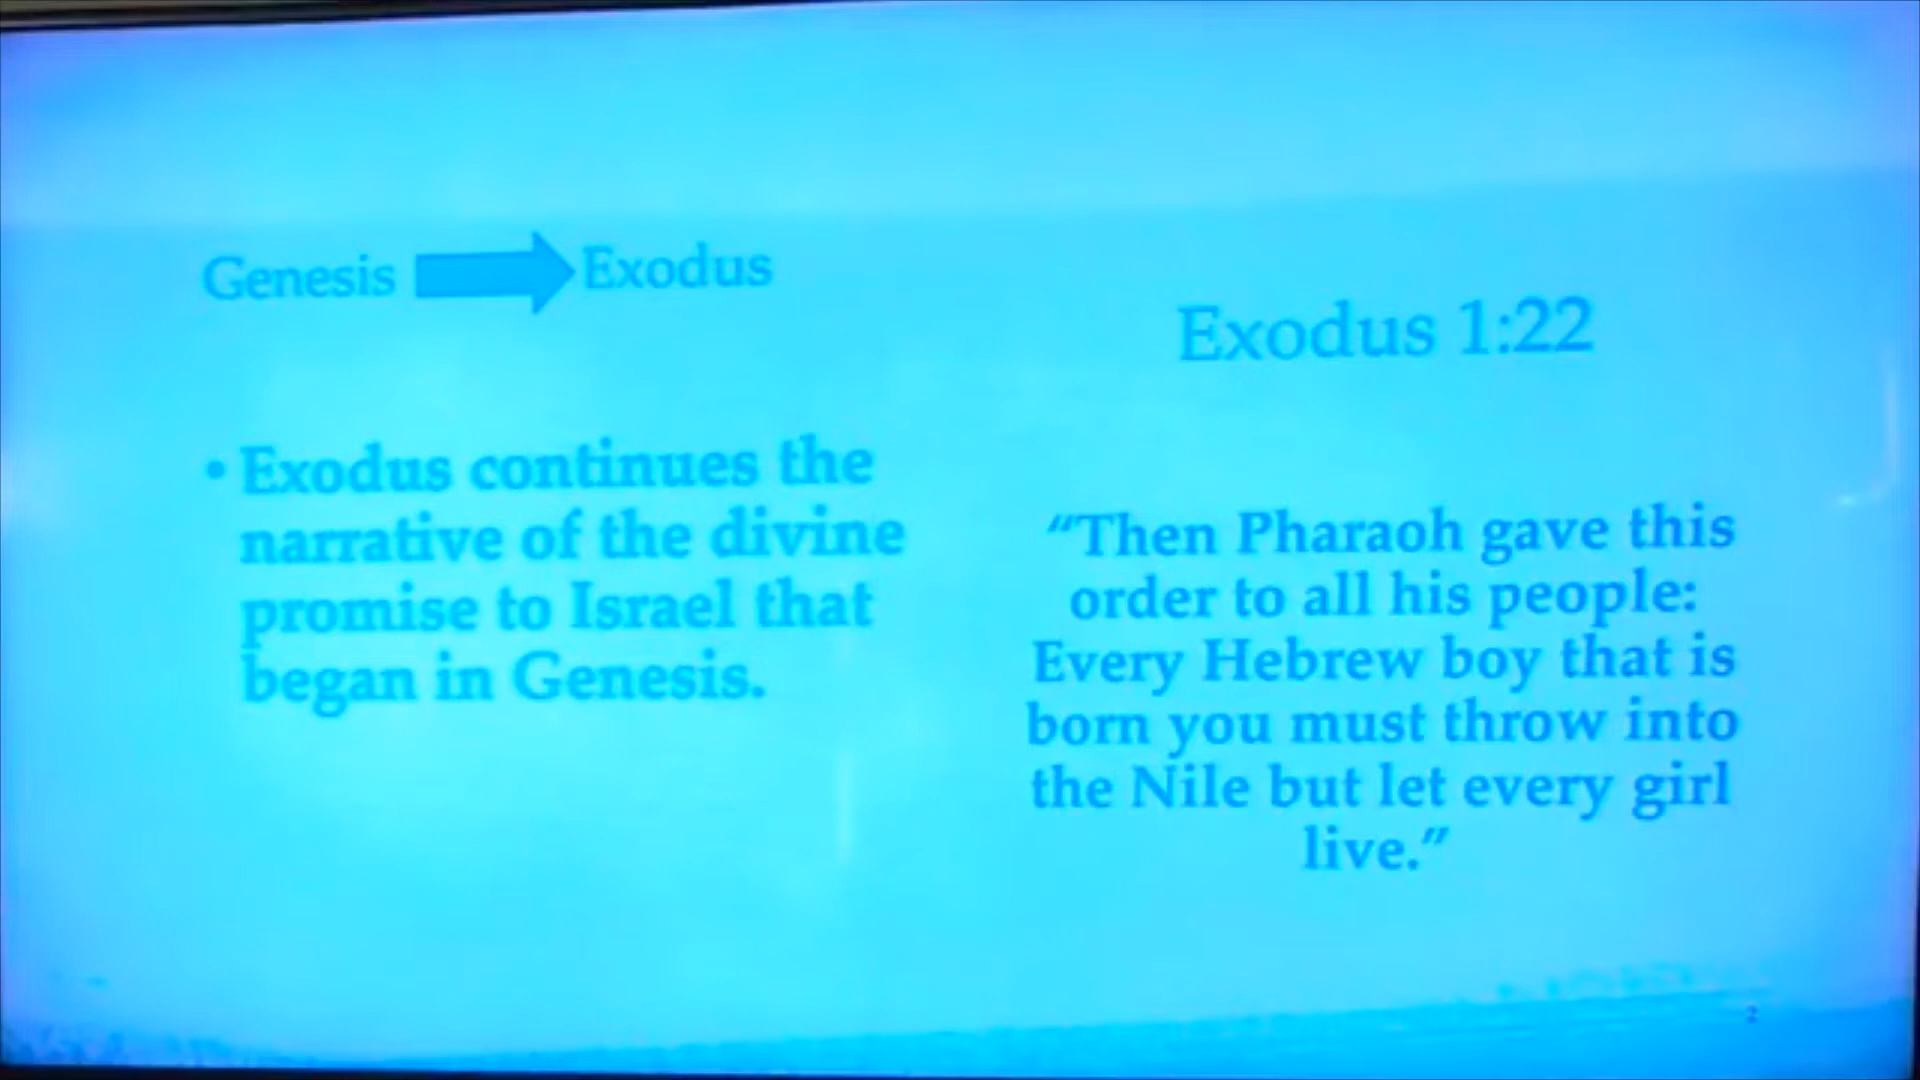 Genesis Exodus
• Exodus continues the
narrative of the divine
promise to Israel that
began in Genesis.
Exodus 1:22
“Then Pharaoh gave this
order to all his people:
Every Hebrew boy that is
born you must throw into
the Nile but let every girl
live.”
2